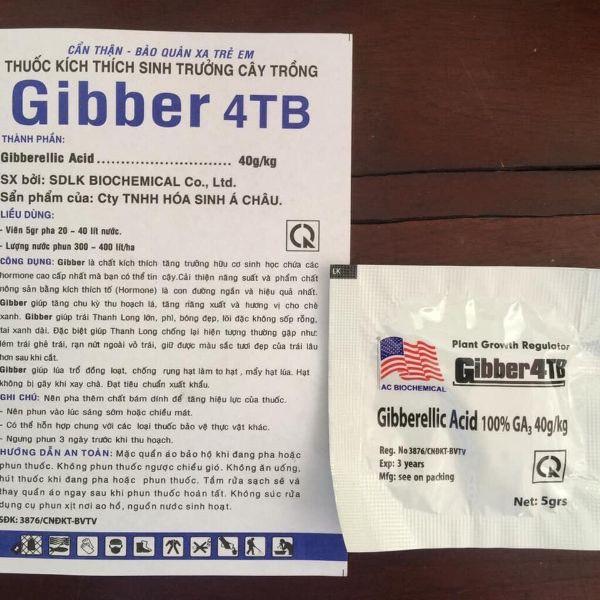 CẨN THẬN - BẢO QUẢN XA TRẺ EM
THUỐC KÍCH THÍCH SINH TRƯỞNG CÂY TRỒNG
Gibber 4TB
THÀNH PHẦN:
Gibberellic Acid........................... 40g/kg
SX bởi: SDLK BIOCHEMICAL Co., Ltd.
Sản phẩm của: Cty TNHH HÓA SINH Á CHÂU.
LIỀU DÙNG:
- Viên 5gr pha 20 - 40 lít nước.
- Lượng nước phun 300 - 400 lít/ha
CÔNG DỤNG: Gibber là chất kích thích tăng trưởng hữu cơ sinh học chứa các
hormone cao cấp nhất mà bạn có thể tin cậy.Cải thiện năng suất và phẩm chất
nông sản bằng kích thích tố (Hormone) là con đường ngắn và hiệu quả nhất.
Gibber giúp tăng chu kỳ thu hoạch lá, tăng năng xuất và hương vị cho chè
xanh. Gibber giúp trái Thanh Long lớn, phì, bóng đẹp, lõi đặc không sốp rỗng,
tai xanh dài. Đặc biệt giúp Thanh Long chống lại hiện tượng thường gặp như:
lém trái ghẻ trái, rạn nứt ngoài vỏ trái, giữ được màu sắc tươi đẹp của trái lâu
hơn sau khi cắt.
Gibber giúp lúa trổ đồng loạt, chống rụng hạt làm to hạt, mẩy hạt lúa. Hạt
không bị gãy khi xay chà. Đạt tiêu chuẩn xuất khẩu.
GHI CHÚ: Nên pha thêm chất bám dính để tăng hiệu lực của thuốc.
- Nên phun vào lúc sáng sớm hoặc chiều mát.
- Có thể hỗn hợp chung với các loại thuốc bảo vệ thực vật khác.
- Ngưng phun 3 ngày trước khi thu hoạch.
HƯỚNG DẪN AN TOÀN: Mặc quần áo bảo hộ khi đang pha hoặc
phun thuốc. Không phun thuốc ngược chiều gió. Không ăn uống,
hút thuốc khi đang pha hoặc phun thuốc. Tắm rửa sạch sẽ và
thay quần áo ngay sau khi phun thuốc hoàn tất. Không súc rửa
dụng cụ phun xịt nơi ao hồ, nguồn nước sinh hoạt.
SĐK: 3876/CNĐKT-BVTV
LK
Plant Growth Regulator
Gibber4TB
AC BIOCHEMICAL
Gibberellic Acid 100% GA₃ 40g/kg
Reg. No 3876/CNĐKT-BVTV
Exp: 3 years
Mfg: see on packing
Net: 5grs